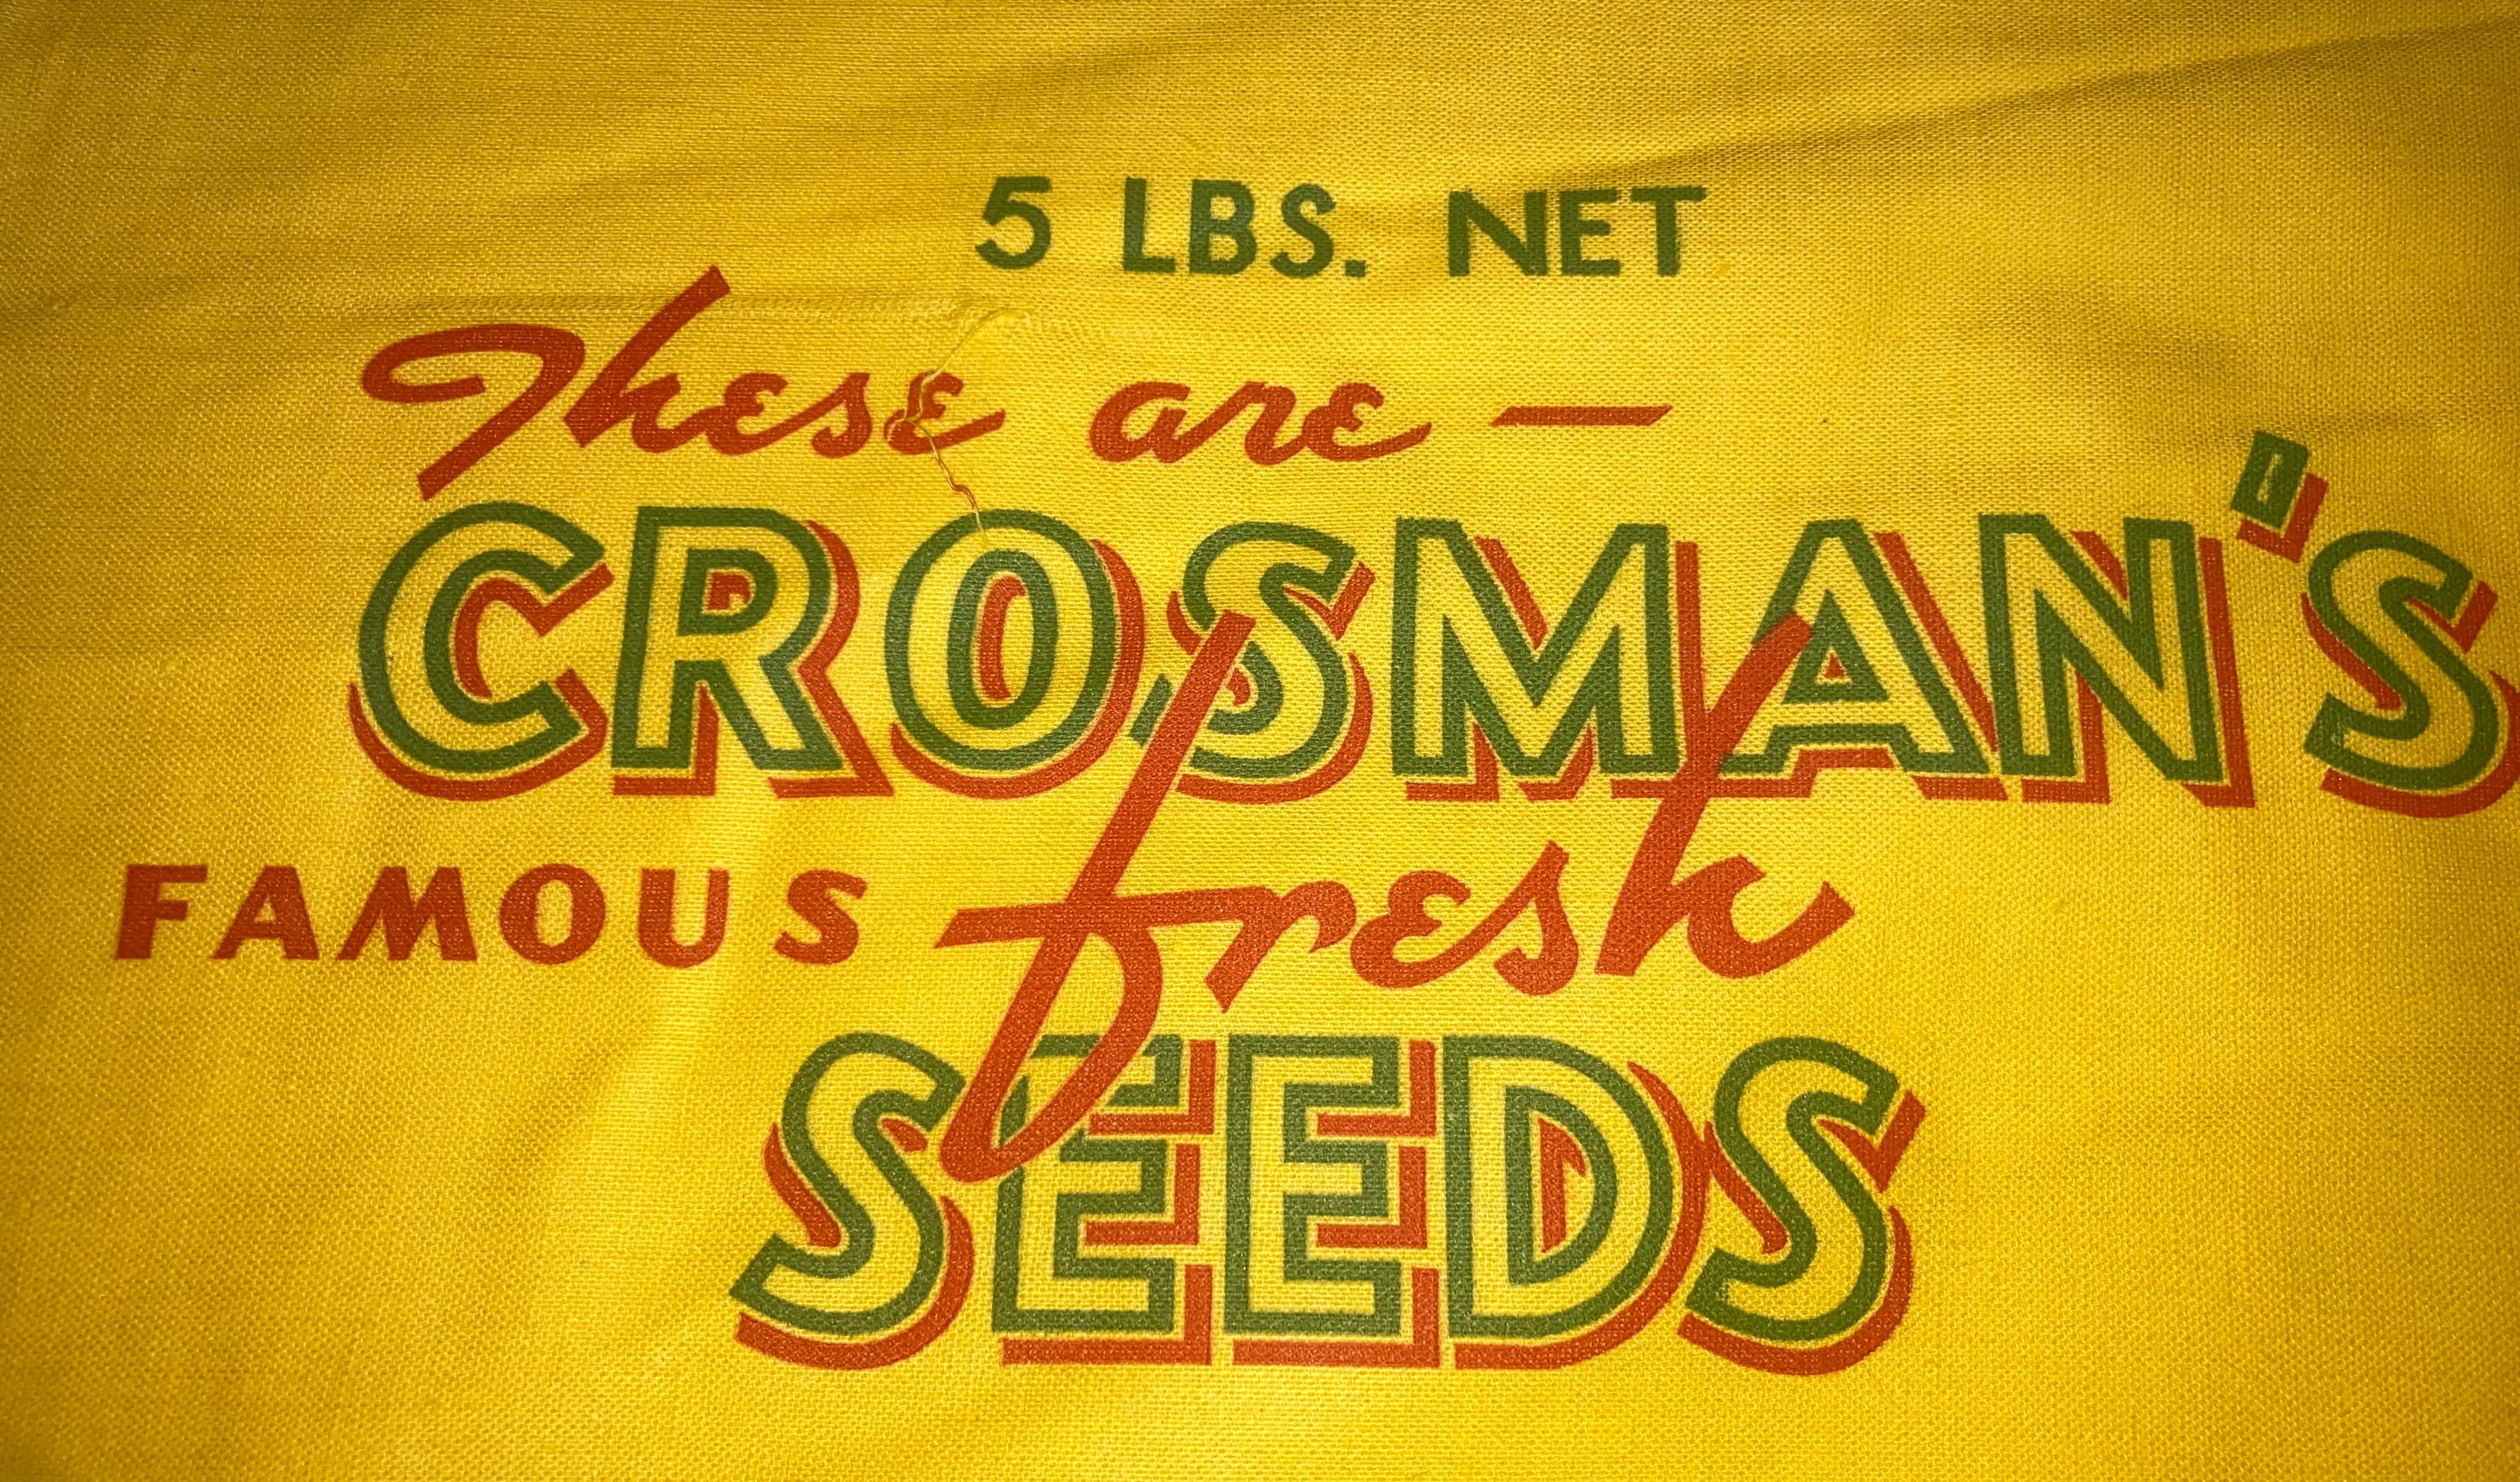 5 LBS. NET
These are —
CROSMAN'S
FAMOUS fresh
SEEDS